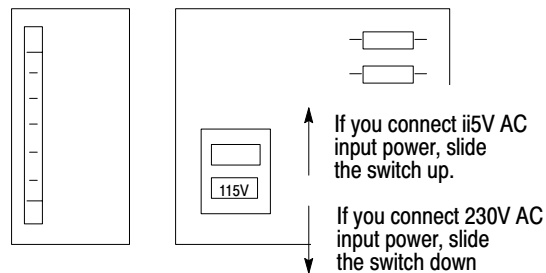 If you connect ii5V AC
input power, slide
the switch up.
115V
If you connect 230V AC
input power, slide
the switch down